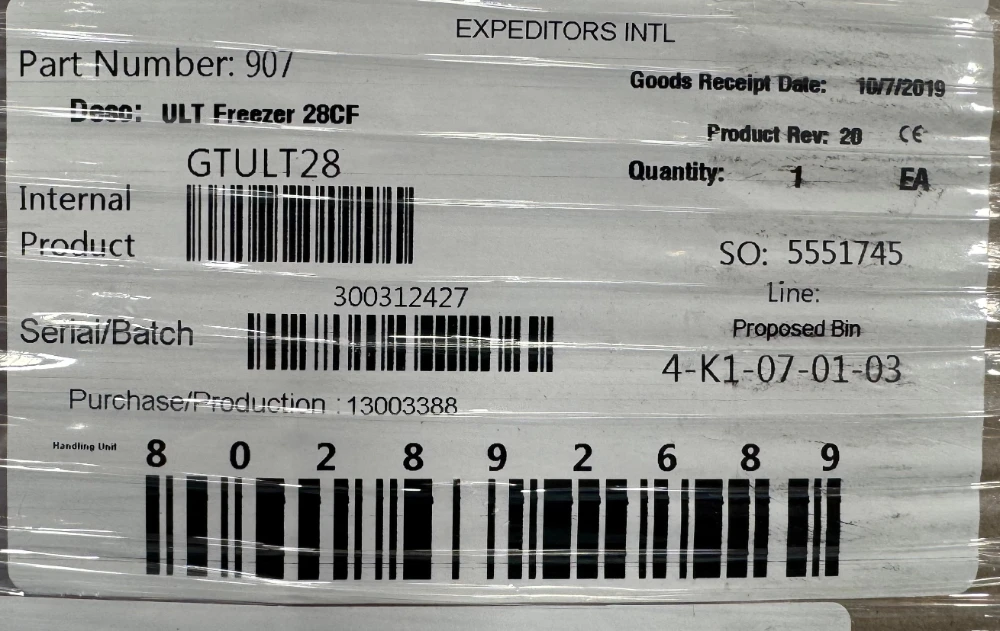 EXPEDITORS INTL
Part Number: 907
Goods Receipt Date: 10/7/2019
Desc: ULT Freezer 28CF
Product Rev: 20 CE
GTULT28
Quantity: 1 EA
Internal
Product
SO: 5551745
Line:
300312427
Serial/Batch
Proposed Bin
4-K1-07-01-03
Purchase/Production : 13003388
Handling Unit
8 0 2 8 9 2 6 8 9